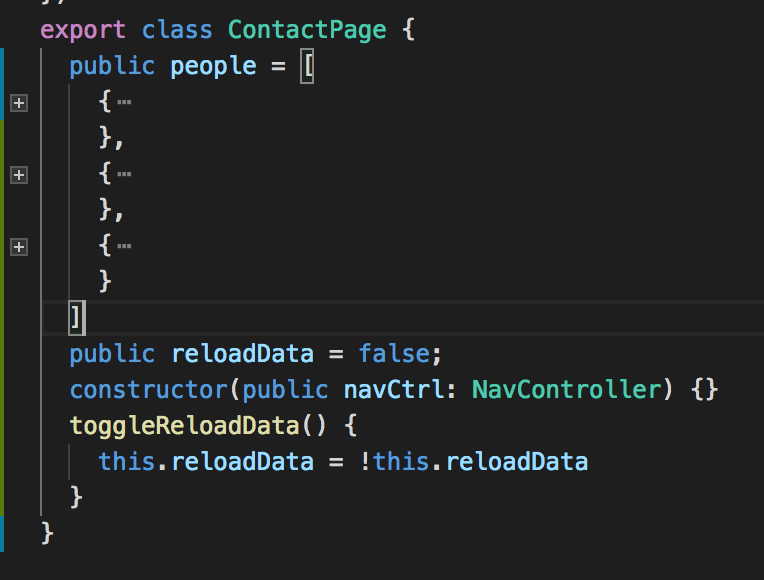 });
export class ContactPage {
public people = [
{…
},
{…
},
{…
}
]
public reloadData = false;
constructor(public navCtrl: NavController) {}
toggleReloadData() {
this.reloadData = !this.reloadData
}
}